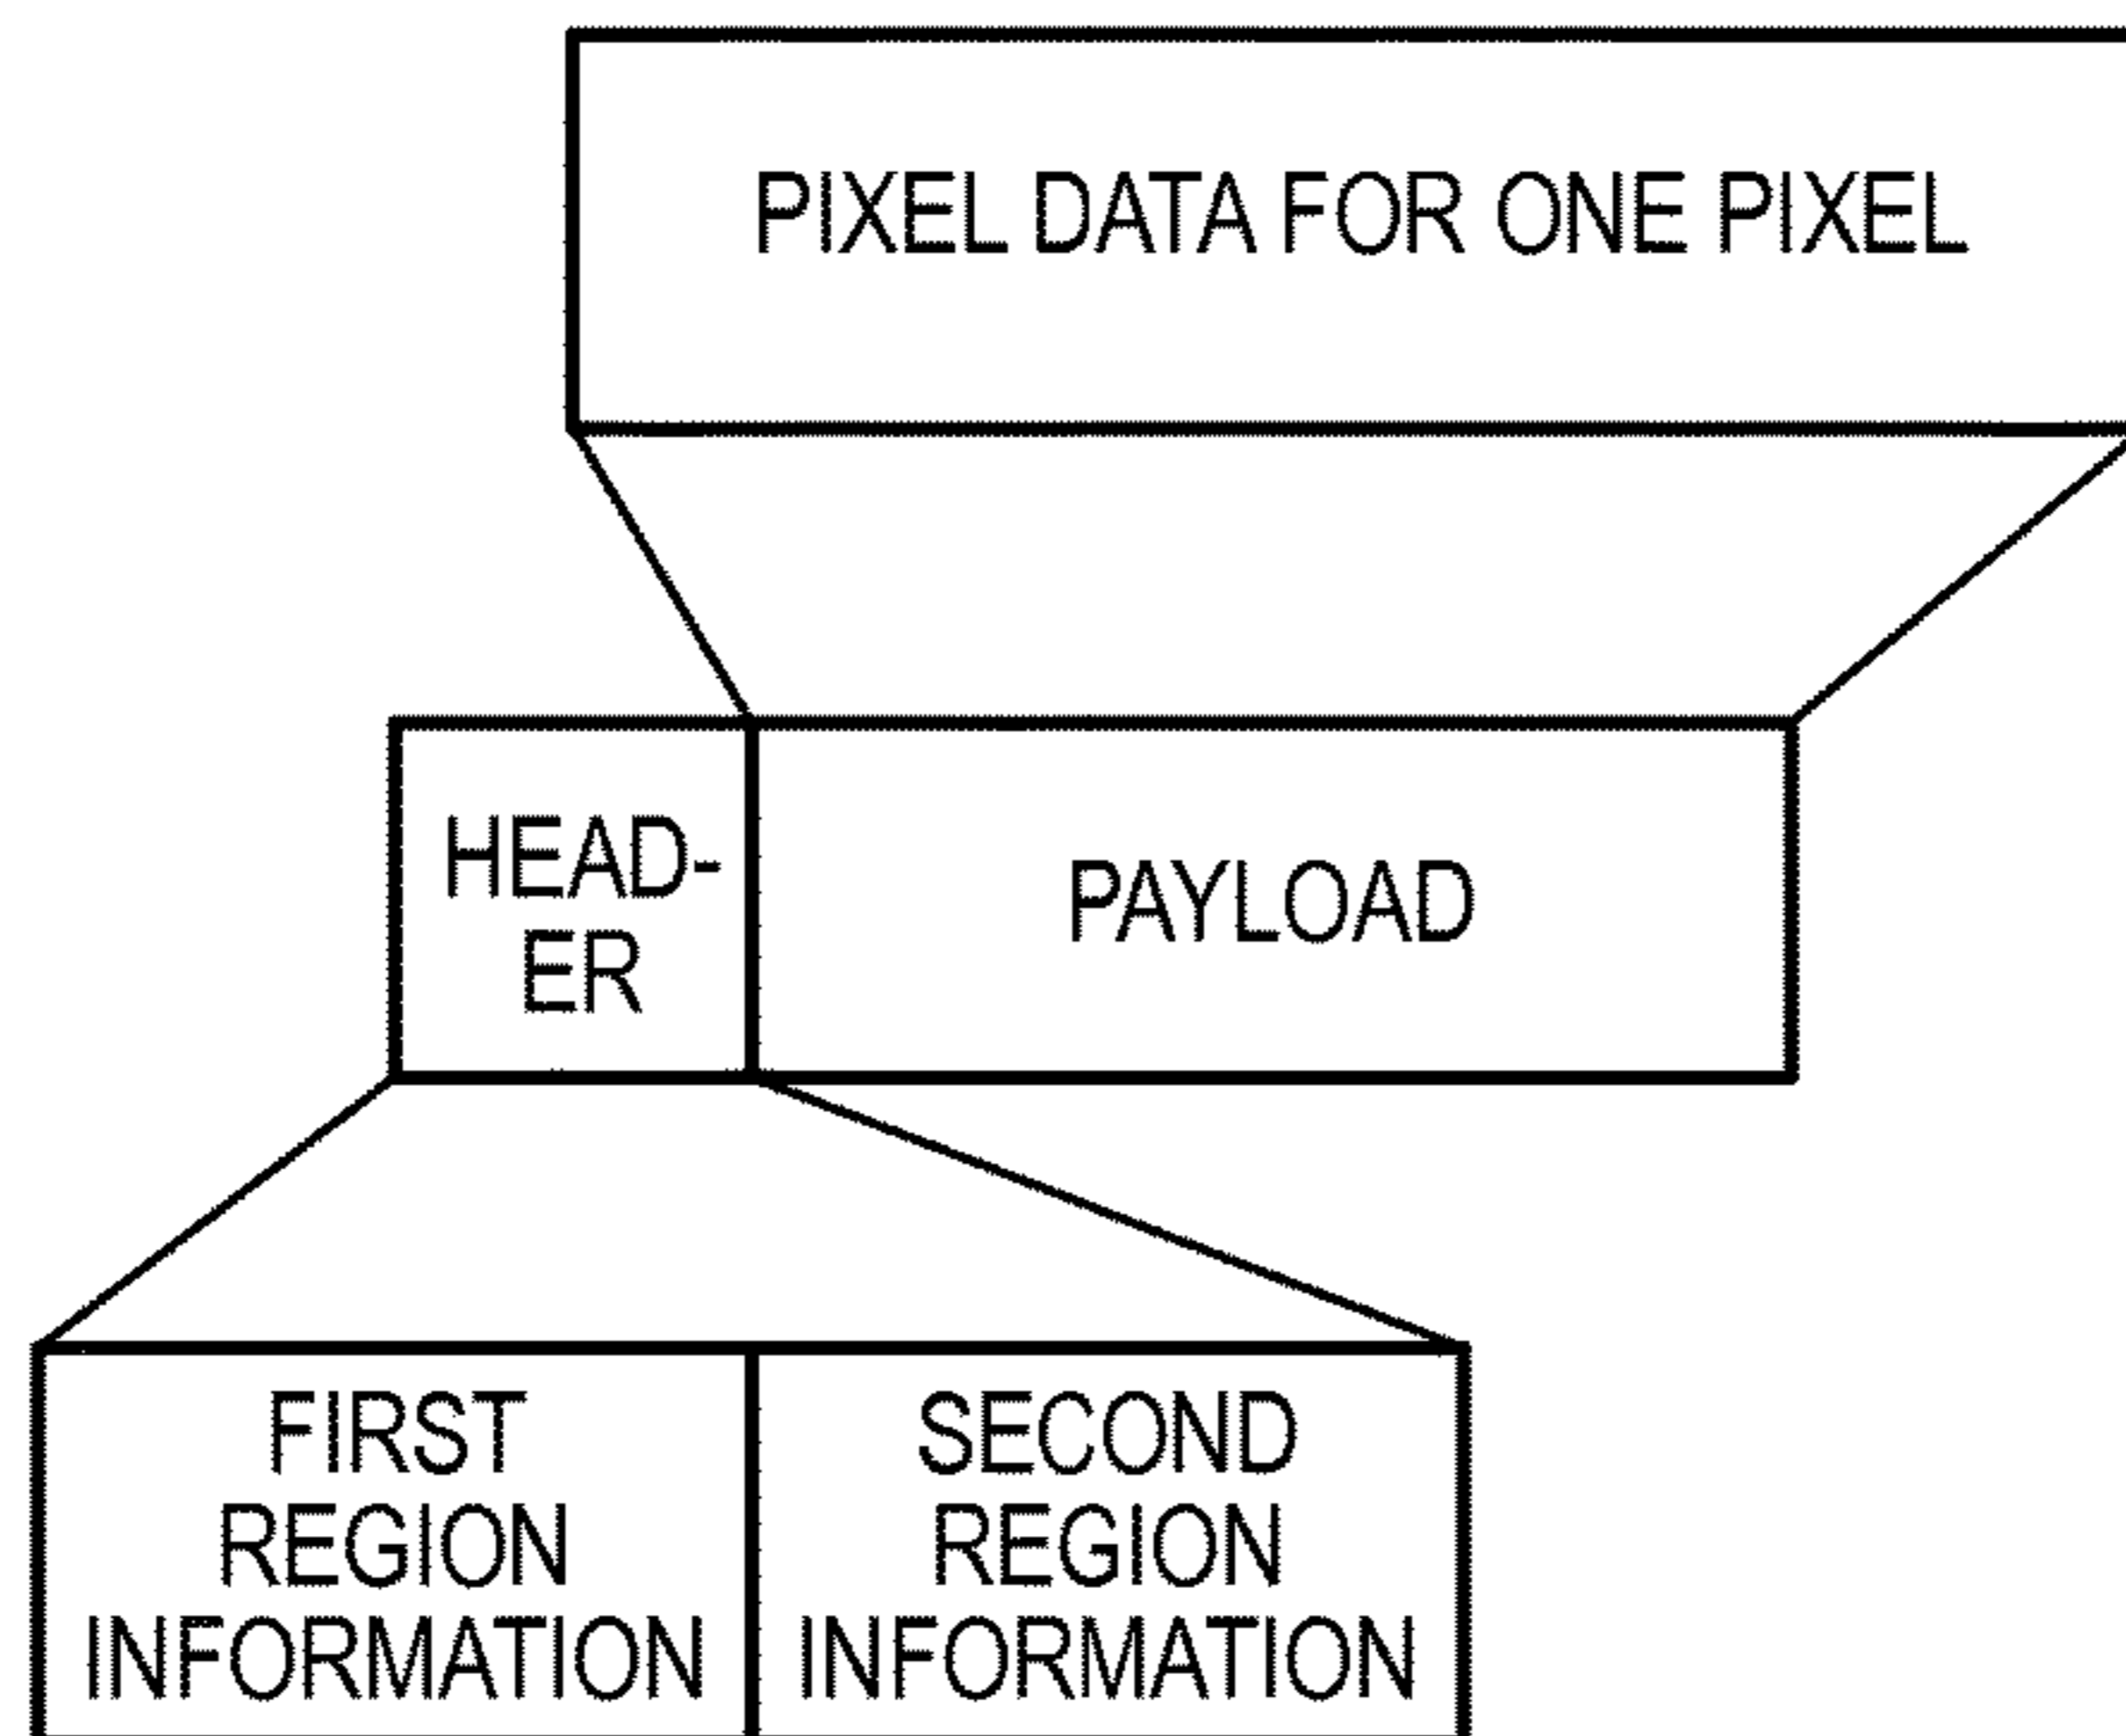 PIXEL DATA FOR ONE PIXEL
HEAD-
ER
PAYLOAD
FIRST
REGION
INFORMATION
SECOND
REGION
INFORMATION